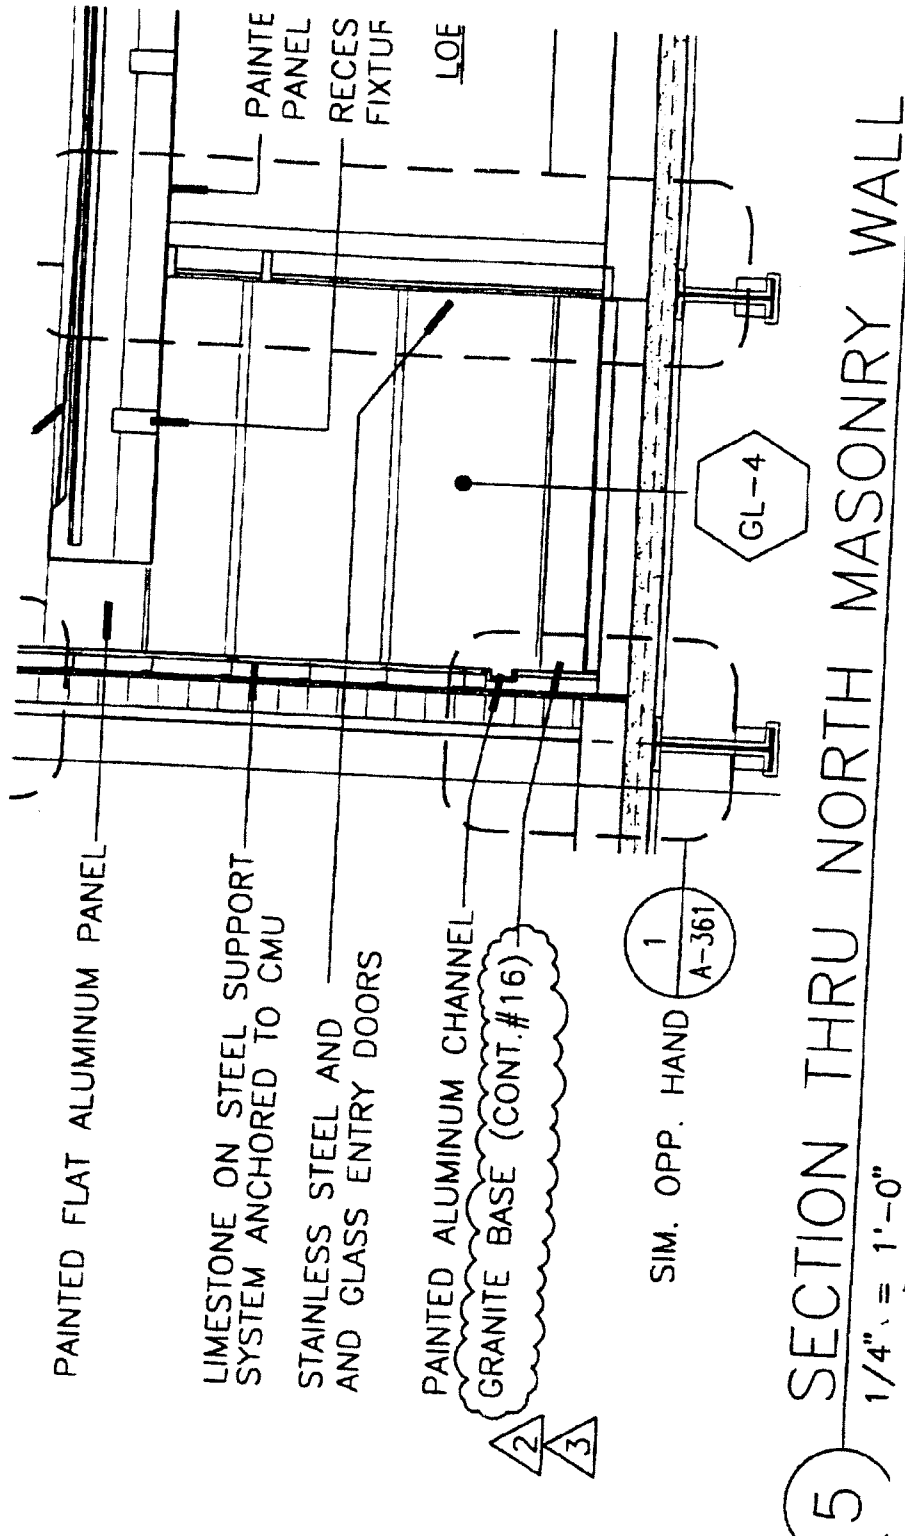 PAINTED FLAT ALUMINUM PANEL
LIMESTONE ON STEEL SUPPORT
SYSTEM ANCHORED TO CMU
STAINLESS STEEL AND
AND GLASS ENTRY DOORS
PAINTED ALUMINUM CHANNEL
GRANITE BASE (CONT.#16)
2
3
SIM. OPP. HAND
1
A-361
GL-4
PAINTE
PANEL
RECES
FIXTUR
LOE
5
SECTION THRU NORTH MASONRY WALL
1/4" = 1'-0"